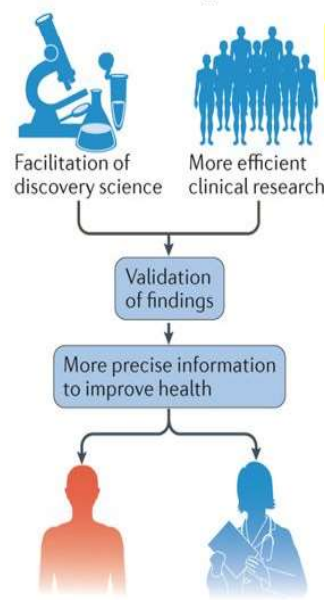 Facilitation of
discovery science
More efficient
clinical research
Validation
of findings
More precise information
to improve health